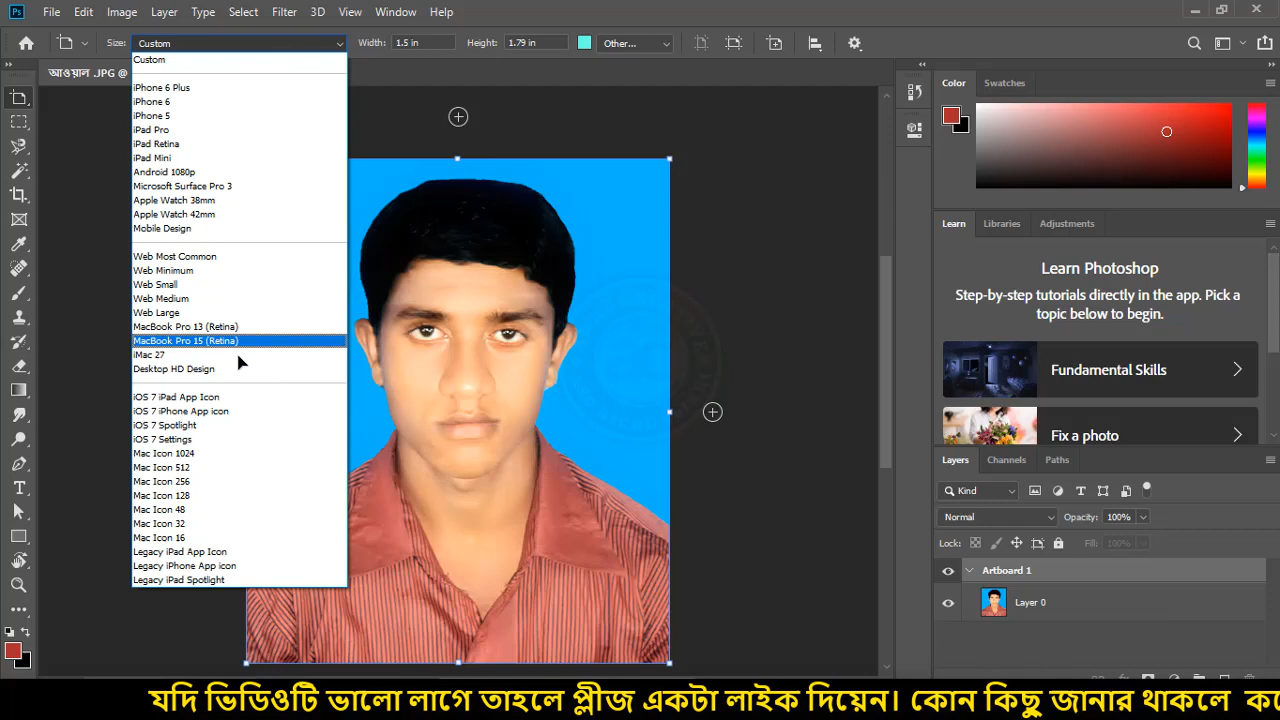 Ps File Edit Image Layer Type Select Filter 3D View Window Help
Size: Custom Width: 1.5 in Height: 1.79 in Other...
আওয়াল .JPG @
Custom
iPhone 6 Plus
iPhone 6
iPhone 5
iPad Pro
iPad Retina
iPad Mini
Android 1080p
Microsoft Surface Pro 3
Apple Watch 38mm
Apple Watch 42mm
Mobile Design
Web Most Common
Web Minimum
Web Small
Web Medium
Web Large
MacBook Pro 13 (Retina)
MacBook Pro 15 (Retina)
iMac 27
Desktop HD Design
iOS 7 iPad App Icon
iOS 7 iPhone App icon
iOS 7 Spotlight
iOS 7 Settings
Mac Icon 1024
Mac Icon 512
Mac Icon 256
Mac Icon 128
Mac Icon 48
Mac Icon 32
Mac Icon 16
Legacy iPad App Icon
Legacy iPhone App icon
Legacy iPad Spotlight
Color Swatches
Learn Libraries Adjustments
Learn Photoshop
Step-by-step tutorials directly in the app. Pick a
topic below to begin.
Fundamental Skills
Fix a photo
Layers Channels Paths
Kind
Normal Opacity: 100%
Lock: Fill: 100%
Artboard 1
Layer 0
যদি ভিডিওটি ভালো লাগে তাহলে প্লীজ একটা লাইক দিয়েন। কোন কিছু জানার থাকলে